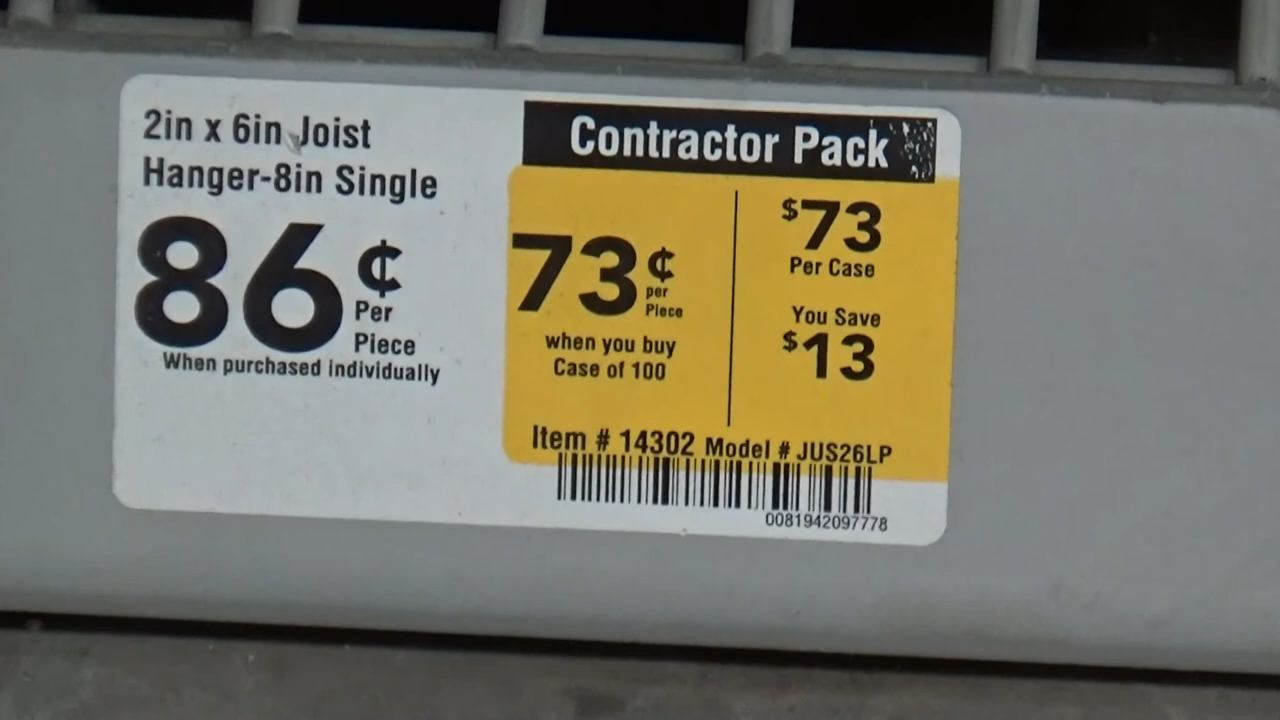 2in x 6in Joist
Hanger-8in Single
86¢
Per
Piece
When purchased individually
Contractor Pack
73¢
per
Piece
when you buy
Case of 100
$73
Per Case
You Save
$13
Item # 14302 Model # JUS26LP
0081942097778